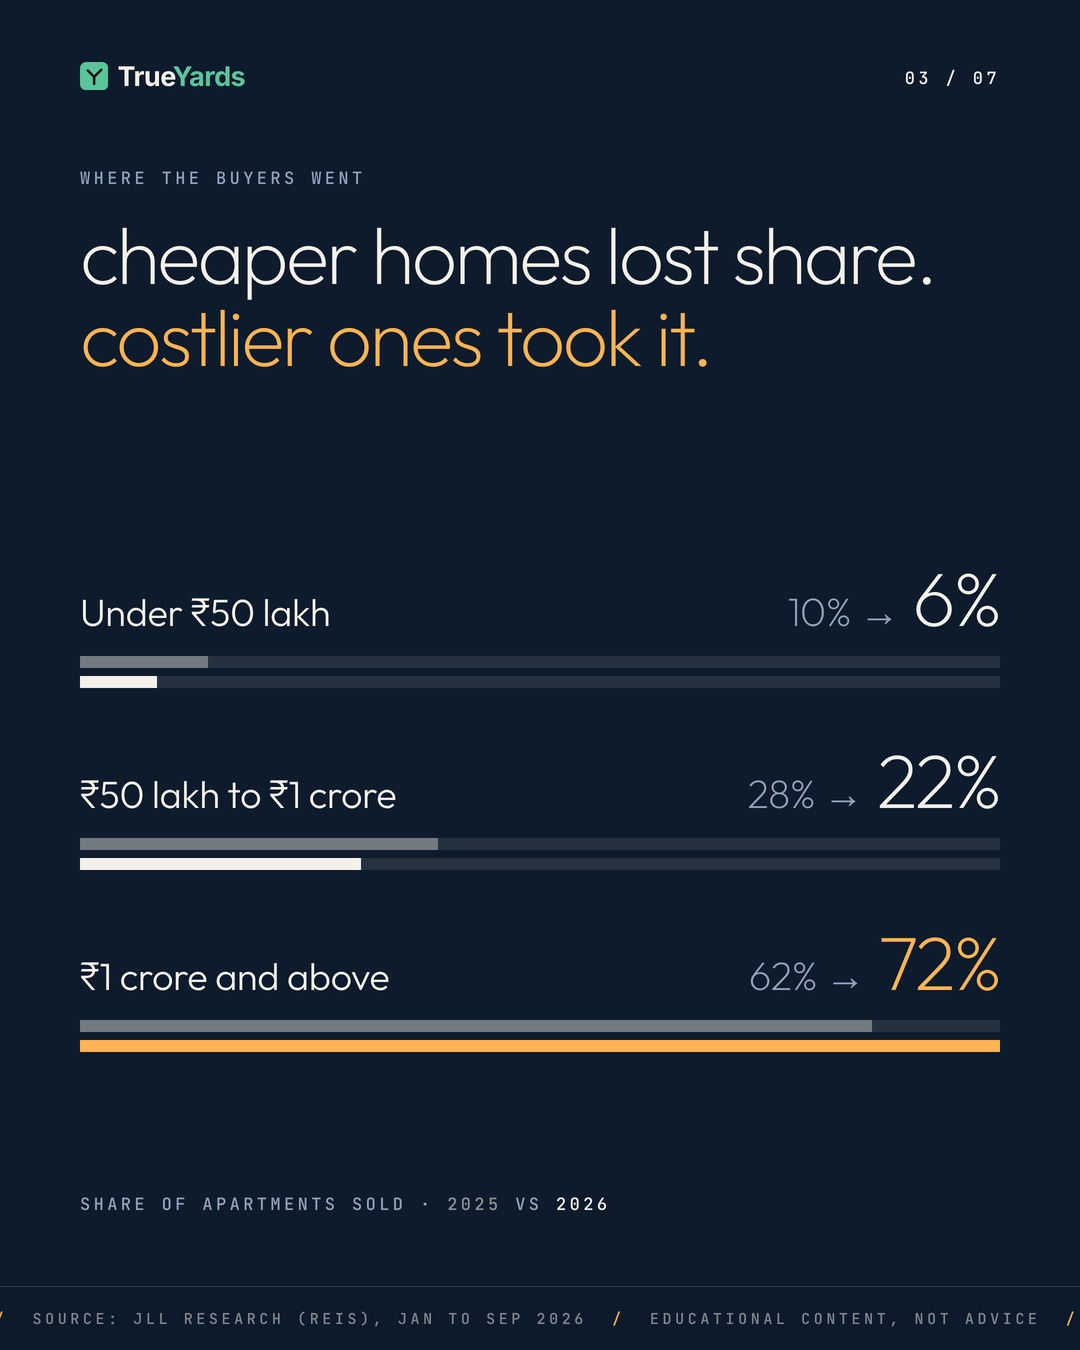 TrueYards
03 / 07
WHERE THE BUYERS WENT
cheaper homes lost share.
costlier ones took it.
Under ₹50 lakh
10% → 6%
₹50 lakh to ₹1 crore
28% → 22%
₹1 crore and above
62% → 72%
SHARE OF APARTMENTS SOLD · 2025 VS 2026
/ SOURCE: JLL RESEARCH (REIS), JAN TO SEP 2026 / EDUCATIONAL CONTENT, NOT ADVICE /